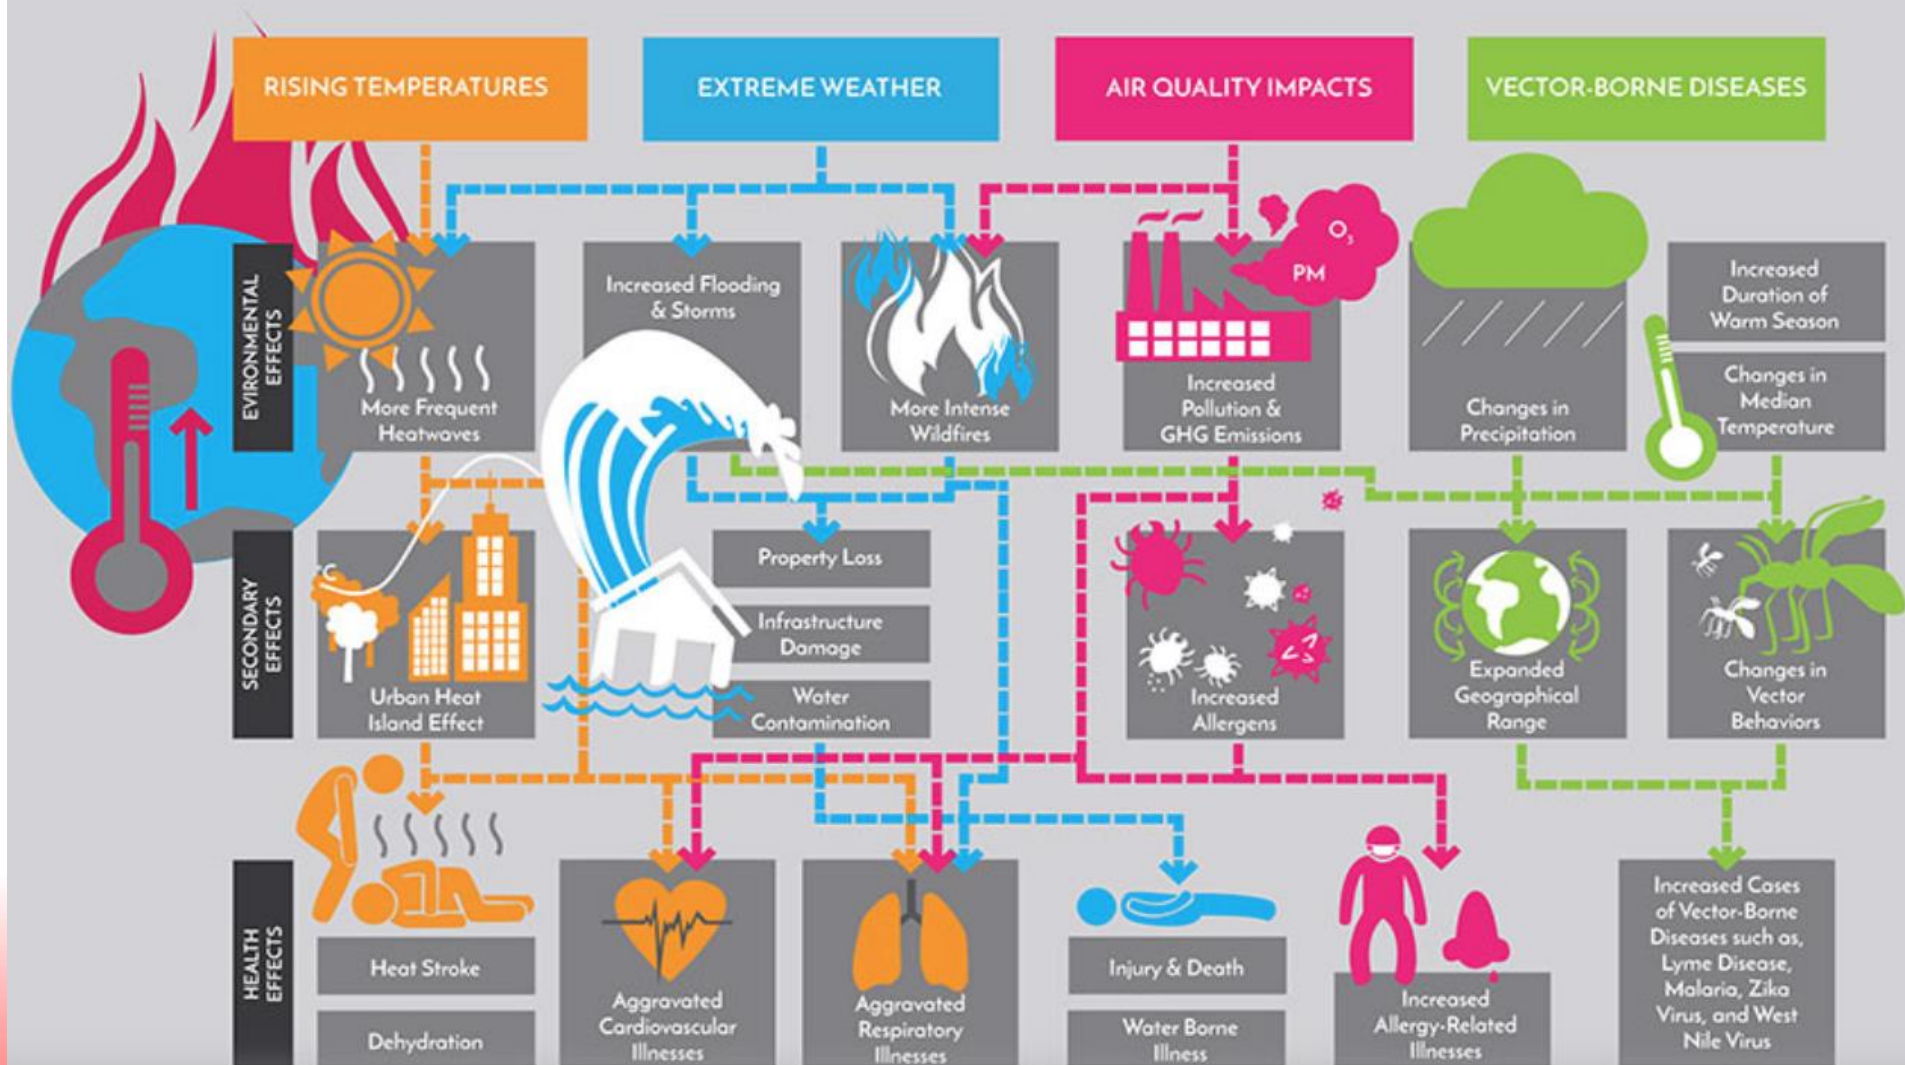 RISING TEMPERATURES
EXTREME WEATHER
AIR QUALITY IMPACTS
VECTOR-BORNE DISEASES
EVIRONMENTAL
EFFECTS
More Frequent
Heatwaves
Increased Flooding
& Storms
More Intense
Wildfires
O3
PM
Increased
Pollution &
GHG Emissions
Changes in
Precipitation
Increased
Duration of
Warm Season
Changes in
Median
Temperature
SECONDARY
EFFECTS
°C
Urban Heat
Island Effect
Property Loss
Infrastructure
Damage
Water
Contamination
Increased
Allergens
Expanded
Geographical
Range
Changes in
Vector
Behaviors
HEALTH
EFFECTS
Heat Stroke
Dehydration
Aggravated
Cardiovascular
Illnesses
Aggravated
Respiratory
Illnesses
Injury & Death
Water Borne
Illness
Increased
Allergy-Related
Illnesses
Increased Cases
of Vector-Borne
Diseases such as,
Lyme Disease,
Malaria, Zika
Virus, and West
Nile Virus